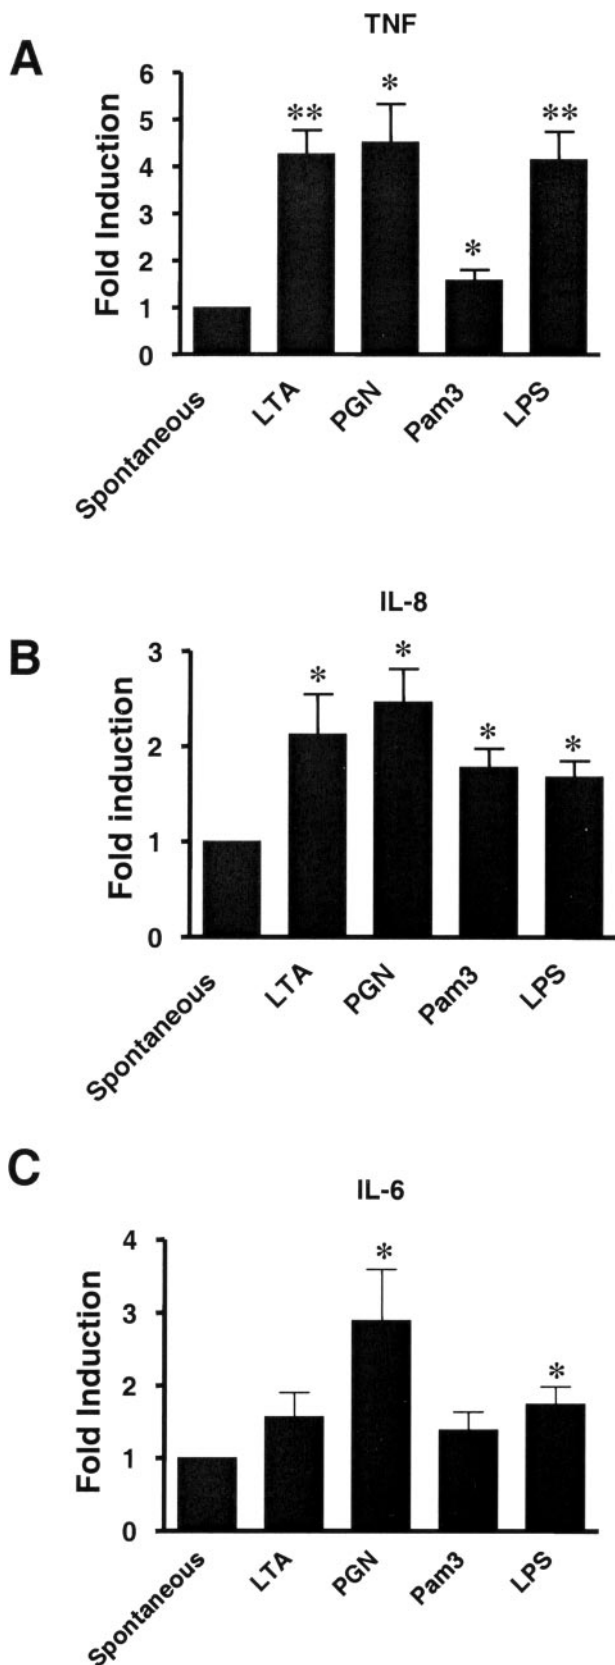 A
TNF
Fold Induction
6
5
4
3
2
1
0
**
*
*
**
Spontaneous
LTA
PGN
Pam3
LPS
B
IL-8
Fold induction
3
2
1
0
*
*
*
*
Spontaneous
LTA
PGN
Pam3
LPS
C
IL-6
Fold Induction
4
3
2
1
0
*
*
Spontaneous
LTA
PGN
Pam3
LPS